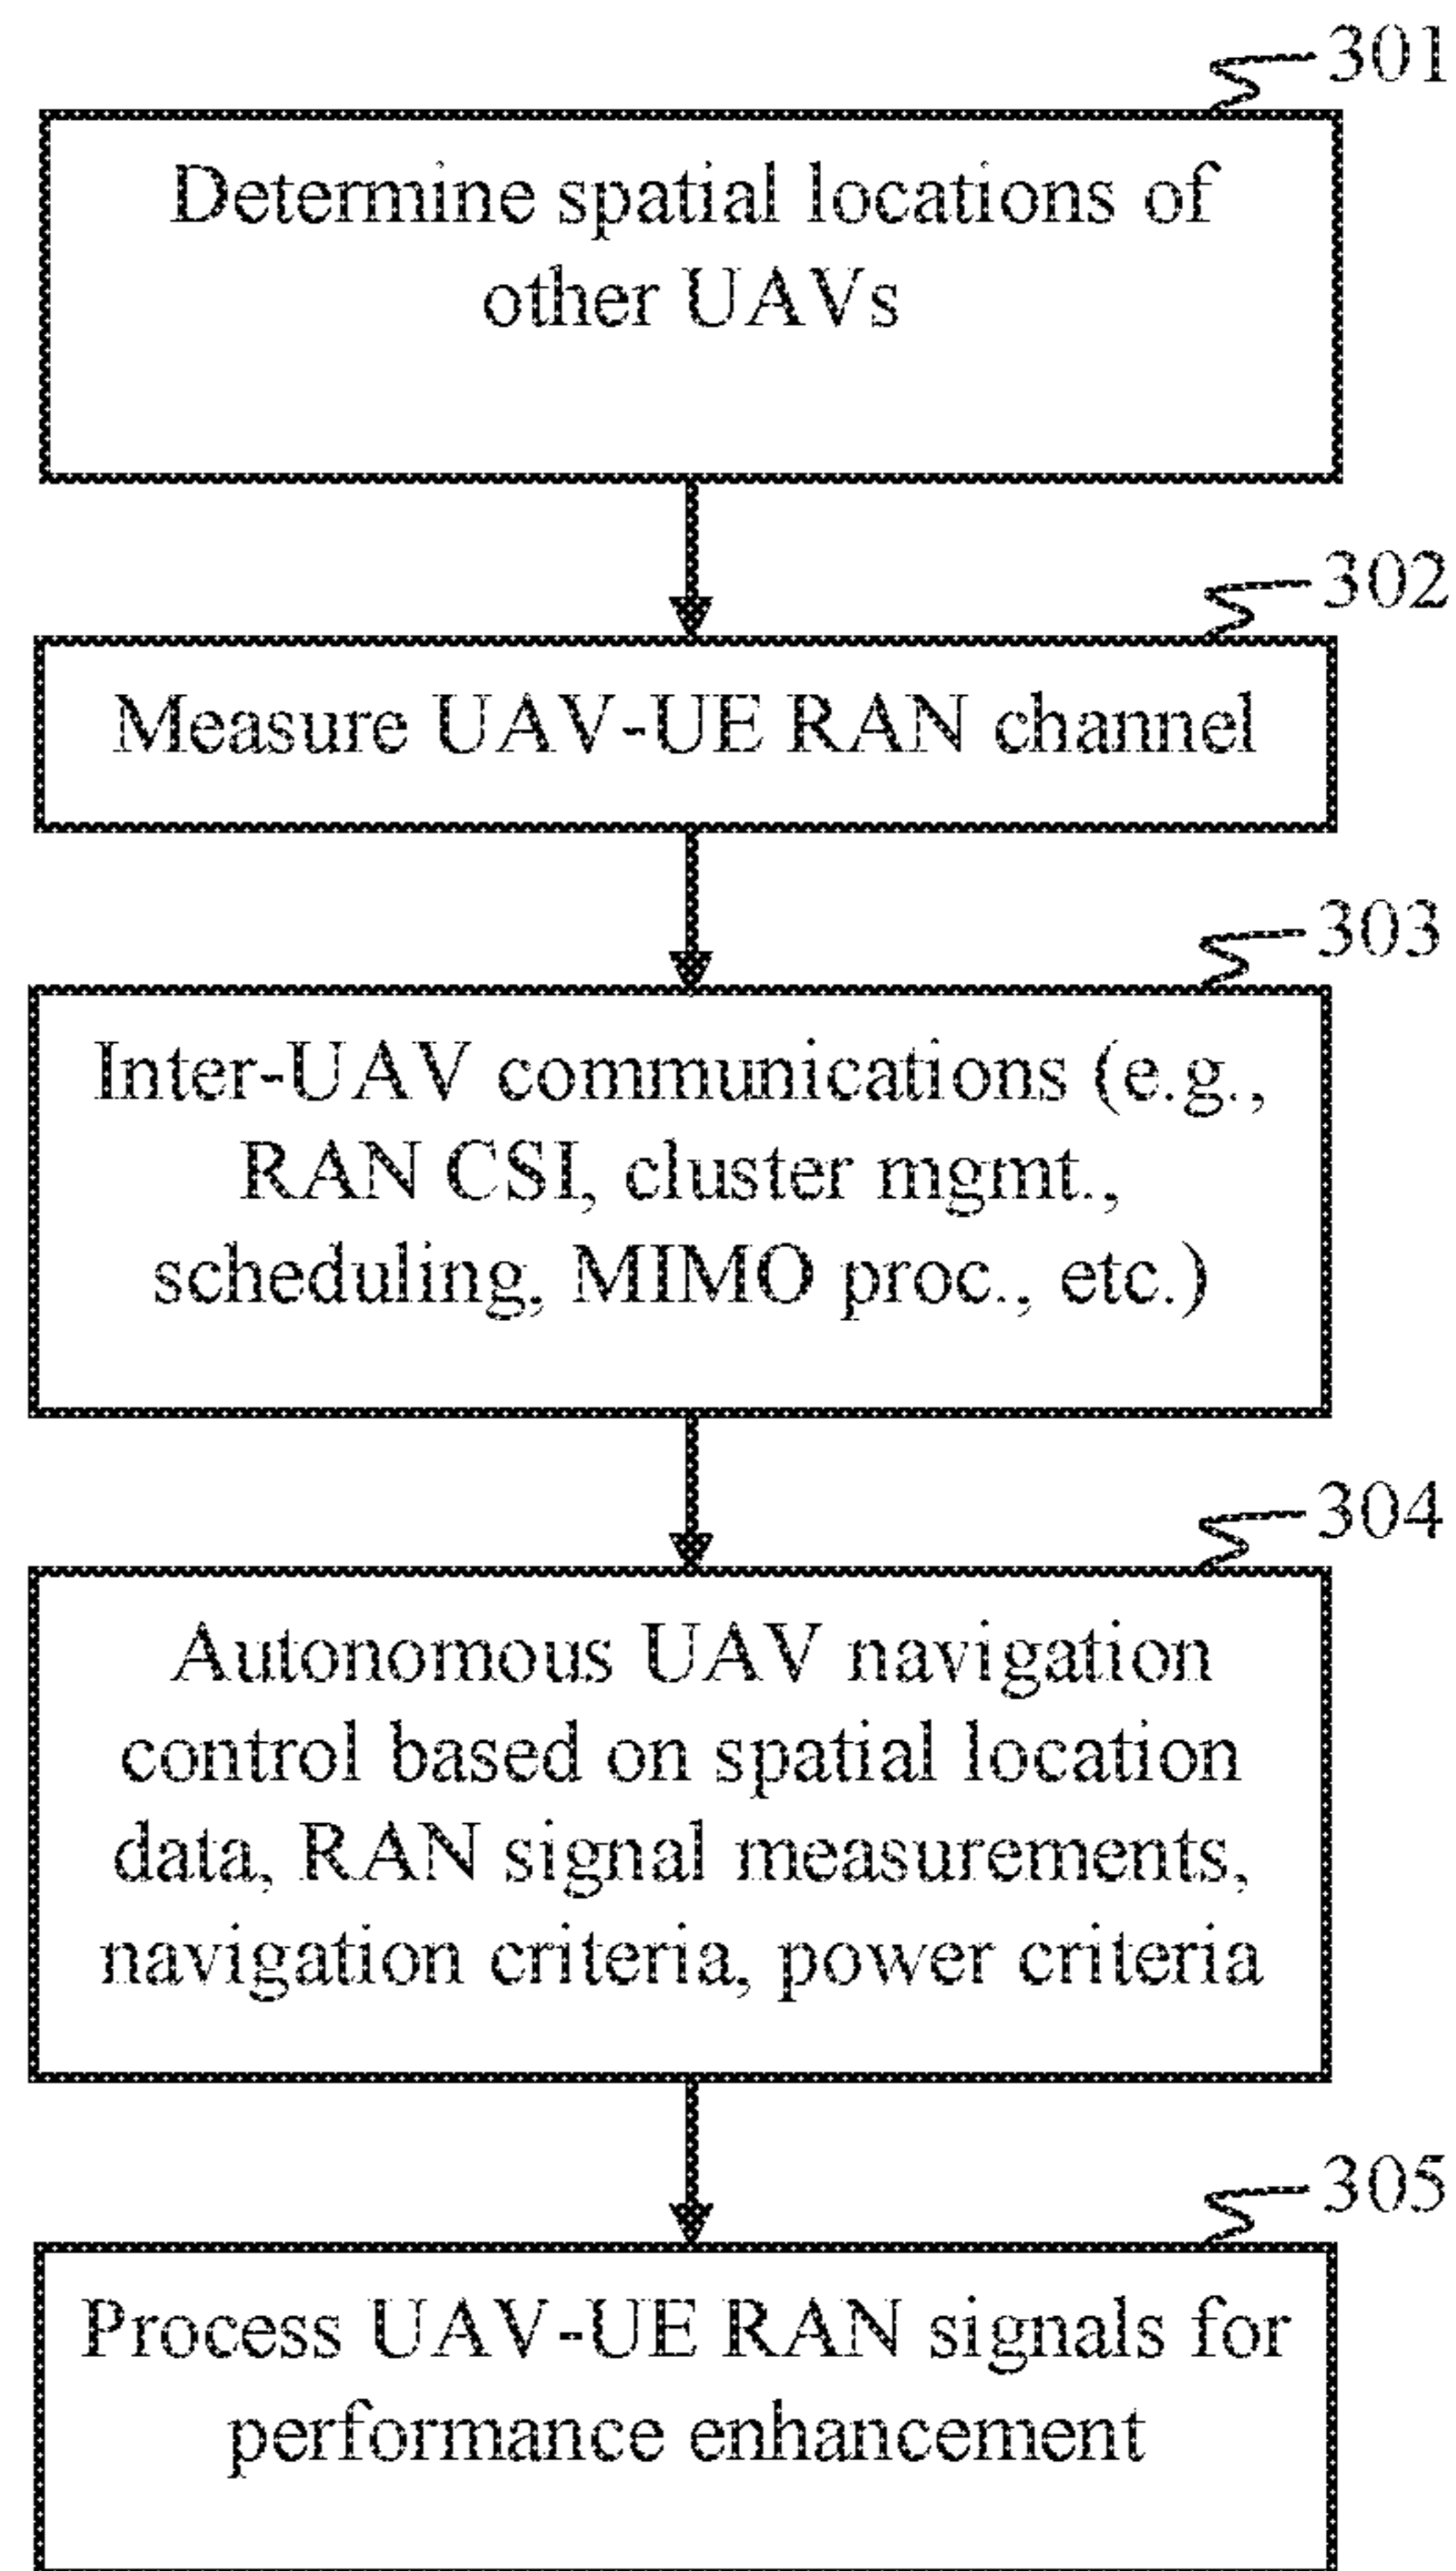 301
Determine spatial locations of
other UAVs
302
Measure UAV-UE RAN channel
303
Inter-UAV communications (e.g.,
RAN CSI, cluster mgmt.,
scheduling, MIMO proc., etc.)
304
Autonomous UAV navigation
control based on spatial location
data, RAN signal measurements,
navigation criteria, power criteria
305
Process UAV-UE RAN signals for
performance enhancement